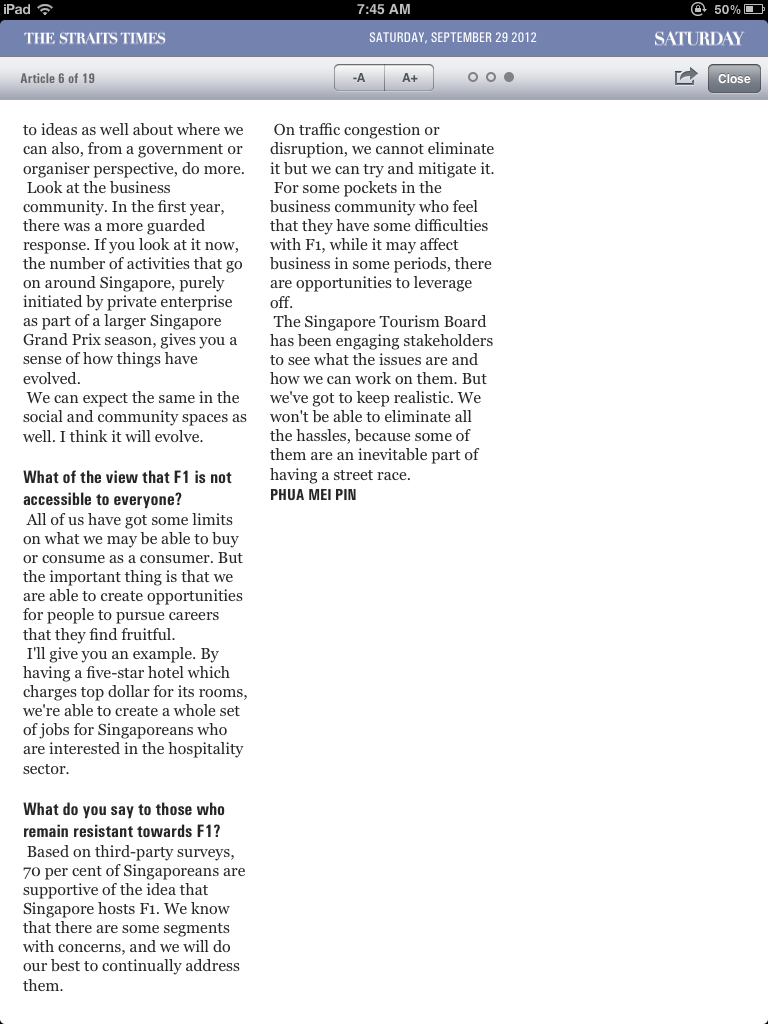 iPad
7:45 AM
50%
THE STRAITS TIMES
SATURDAY, SEPTEMBER 29 2012
SATURDAY
Article 6 of 19
-A
A+
Close
to ideas as well about where we
can also, from a government or
organiser perspective, do more.
Look at the business
community. In the first year,
there was a more guarded
response. If you look at it now,
the number of activities that go
on around Singapore, purely
initiated by private enterprise
as part of a larger Singapore
Grand Prix season, gives you a
sense of how things have
evolved.
We can expect the same in the
social and community spaces as
well. I think it will evolve.
What of the view that F1 is not
accessible to everyone?
All of us have got some limits
on what we may be able to buy
or consume as a consumer. But
the important thing is that we
are able to create opportunities
for people to pursue careers
that they find fruitful.
I'll give you an example. By
having a five-star hotel which
charges top dollar for its rooms,
we're able to create a whole set
of jobs for Singaporeans who
are interested in the hospitality
sector.
What do you say to those who
remain resistant towards F1?
Based on third-party surveys,
70 per cent of Singaporeans are
supportive of the idea that
Singapore hosts F1. We know
that there are some segments
with concerns, and we will do
our best to continually address
them.
On traffic congestion or
disruption, we cannot eliminate
it but we can try and mitigate it.
For some pockets in the
business community who feel
that they have some difficulties
with F1, while it may affect
business in some periods, there
are opportunities to leverage
off.
The Singapore Tourism Board
has been engaging stakeholders
to see what the issues are and
how we can work on them. But
we've got to keep realistic. We
won't be able to eliminate all
the hassles, because some of
them are an inevitable part of
having a street race.
PHUA MEI PIN